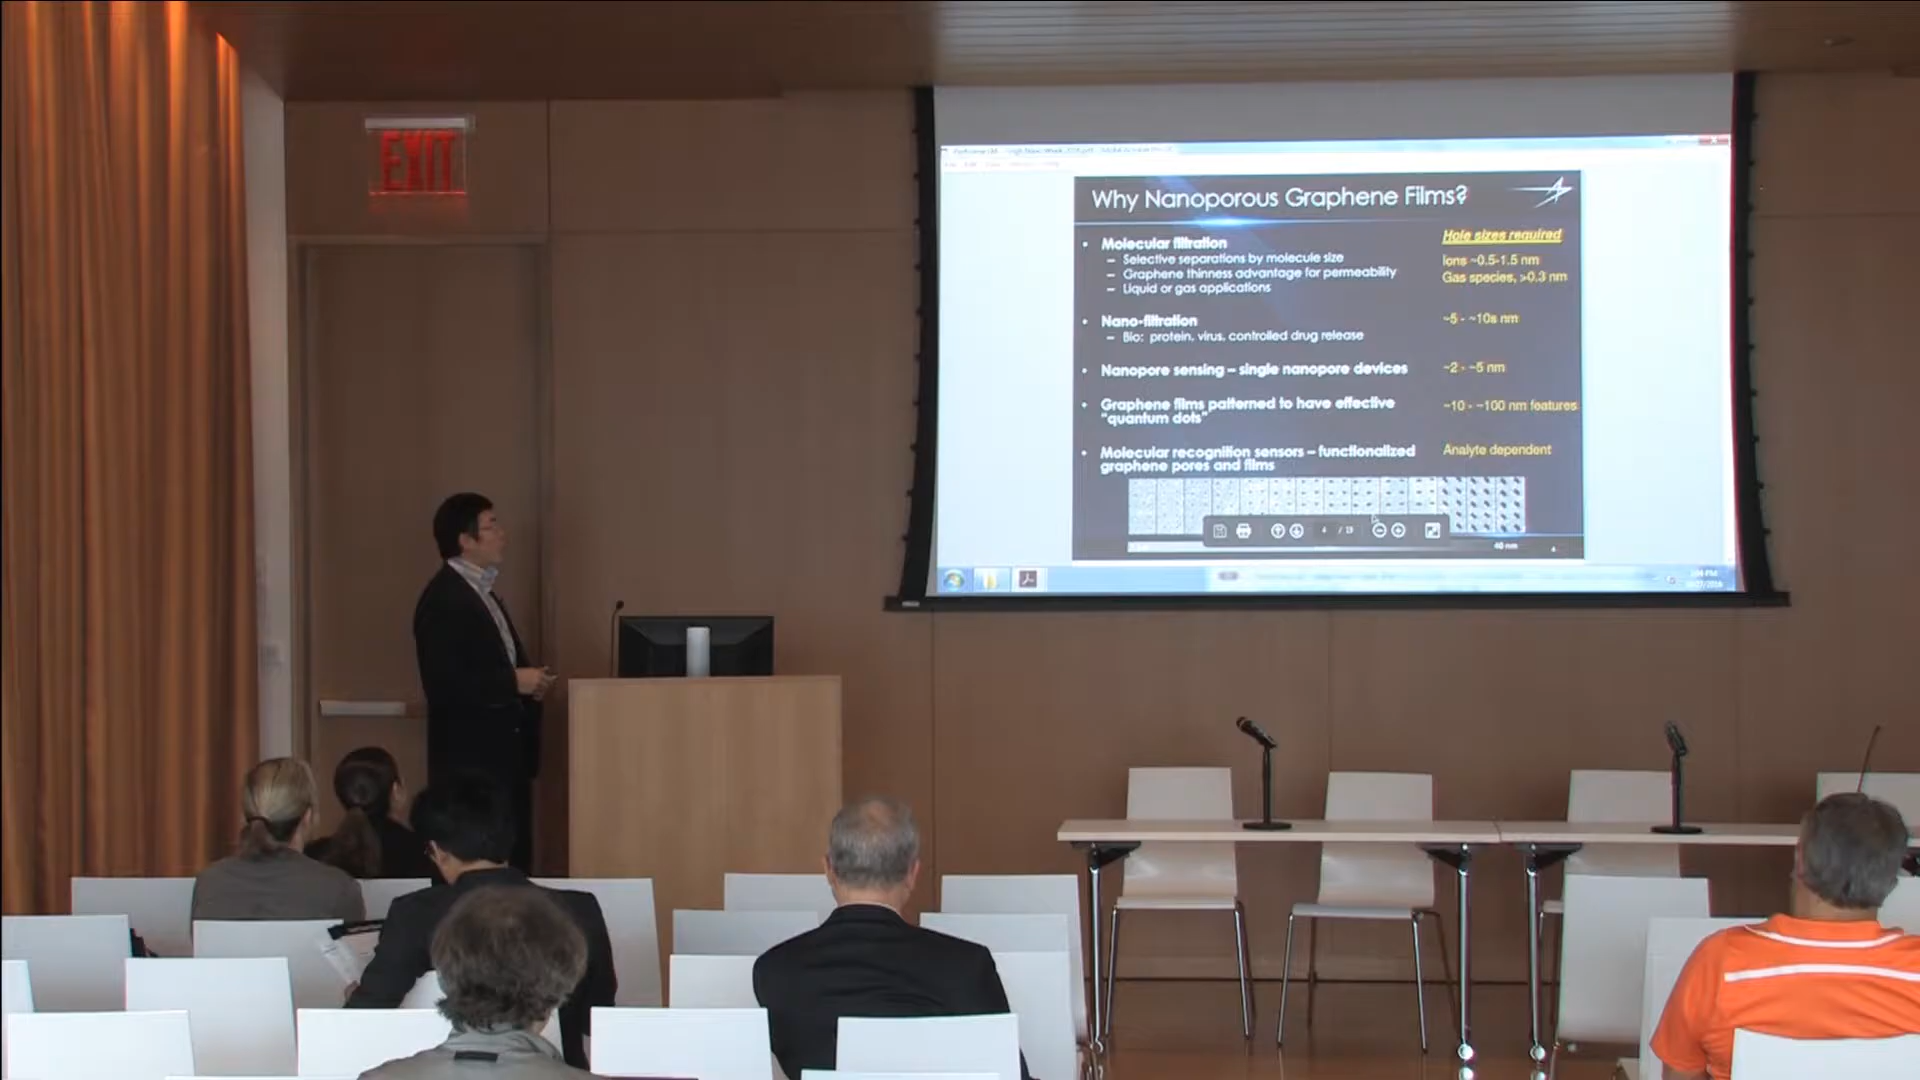 EXIT
Why Nanoporous Graphene Films?
Hole sizes required
• Molecular filtration
– Selective separations by molecule size
Ions ~0.5-1.5 nm
– Graphene thinness advantage for permeability
Gas species, >0.3 nm
– Liquid or gas applications
• Nano-filtration
~5 - ~10s nm
– Bio: protein, virus, controlled drug release
• Nanopore sensing – single nanopore devices
~2 - ~5 nm
• Graphene films patterned to have effective
"quantum dots"
~10 - ~100 nm features
• Molecular recognition sensors – functionalized
graphene pores and films
Analyte dependent
4 / 13
40 nm
4